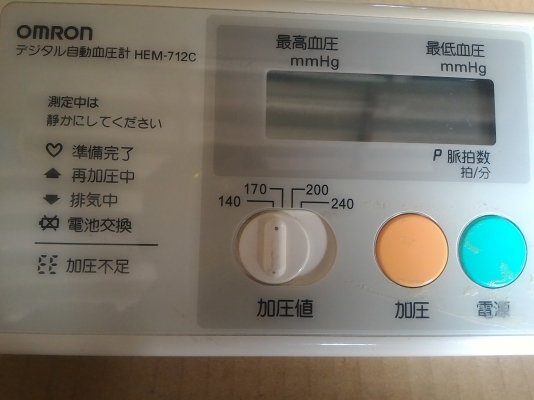 OMRON
デジタル自動血圧計 HEM-712C
最高血圧
mmHg
最低血圧
mmHg
測定中は
静かにしてください
準備完了
再加圧中
排気中
電池交換
EE 加圧不足
P 脈拍数
拍/分
140 170 200 240
加圧値
加圧
電源